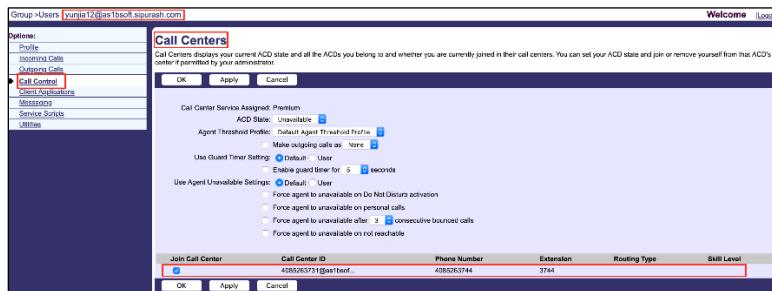 Group >Users yunjia12@as1bsoft.sipurash.com
Welcome
Options:
Profile
Incoming Calls
Outgoing Calls
Call Control
Client Applications
Messaging
Service Scripts
Utilities
Call Centers
Call Centers displays your current ACD state and all the ACDs you belong to and whether you are currently joined in their call centers. You can set your ACD state and join or remove yourself from that ACD's
center if permitted by your administrator.
OK Apply Cancel
Call Center Service Assigned: Premium
ACD State: Unavailable
Agent Threshold Profile: Default Agent Threshold Profile
Make outgoing calls as None
Use Guard Timer Setting: Default User
Enable guard timer for 5 seconds
Use Agent Unavailable Settings: Default User
Force agent to unavailable on Do Not Disturb activation
Force agent to unavailable on personal calls
Force agent to unavailable after 3 consecutive bounced calls
Force agent to unavailable on not reachable
Join Call Center Call Center ID Phone Number Extension Routing Type Skill Level
4085263731@as1bsof... 4085263744 3744
OK Apply Cancel